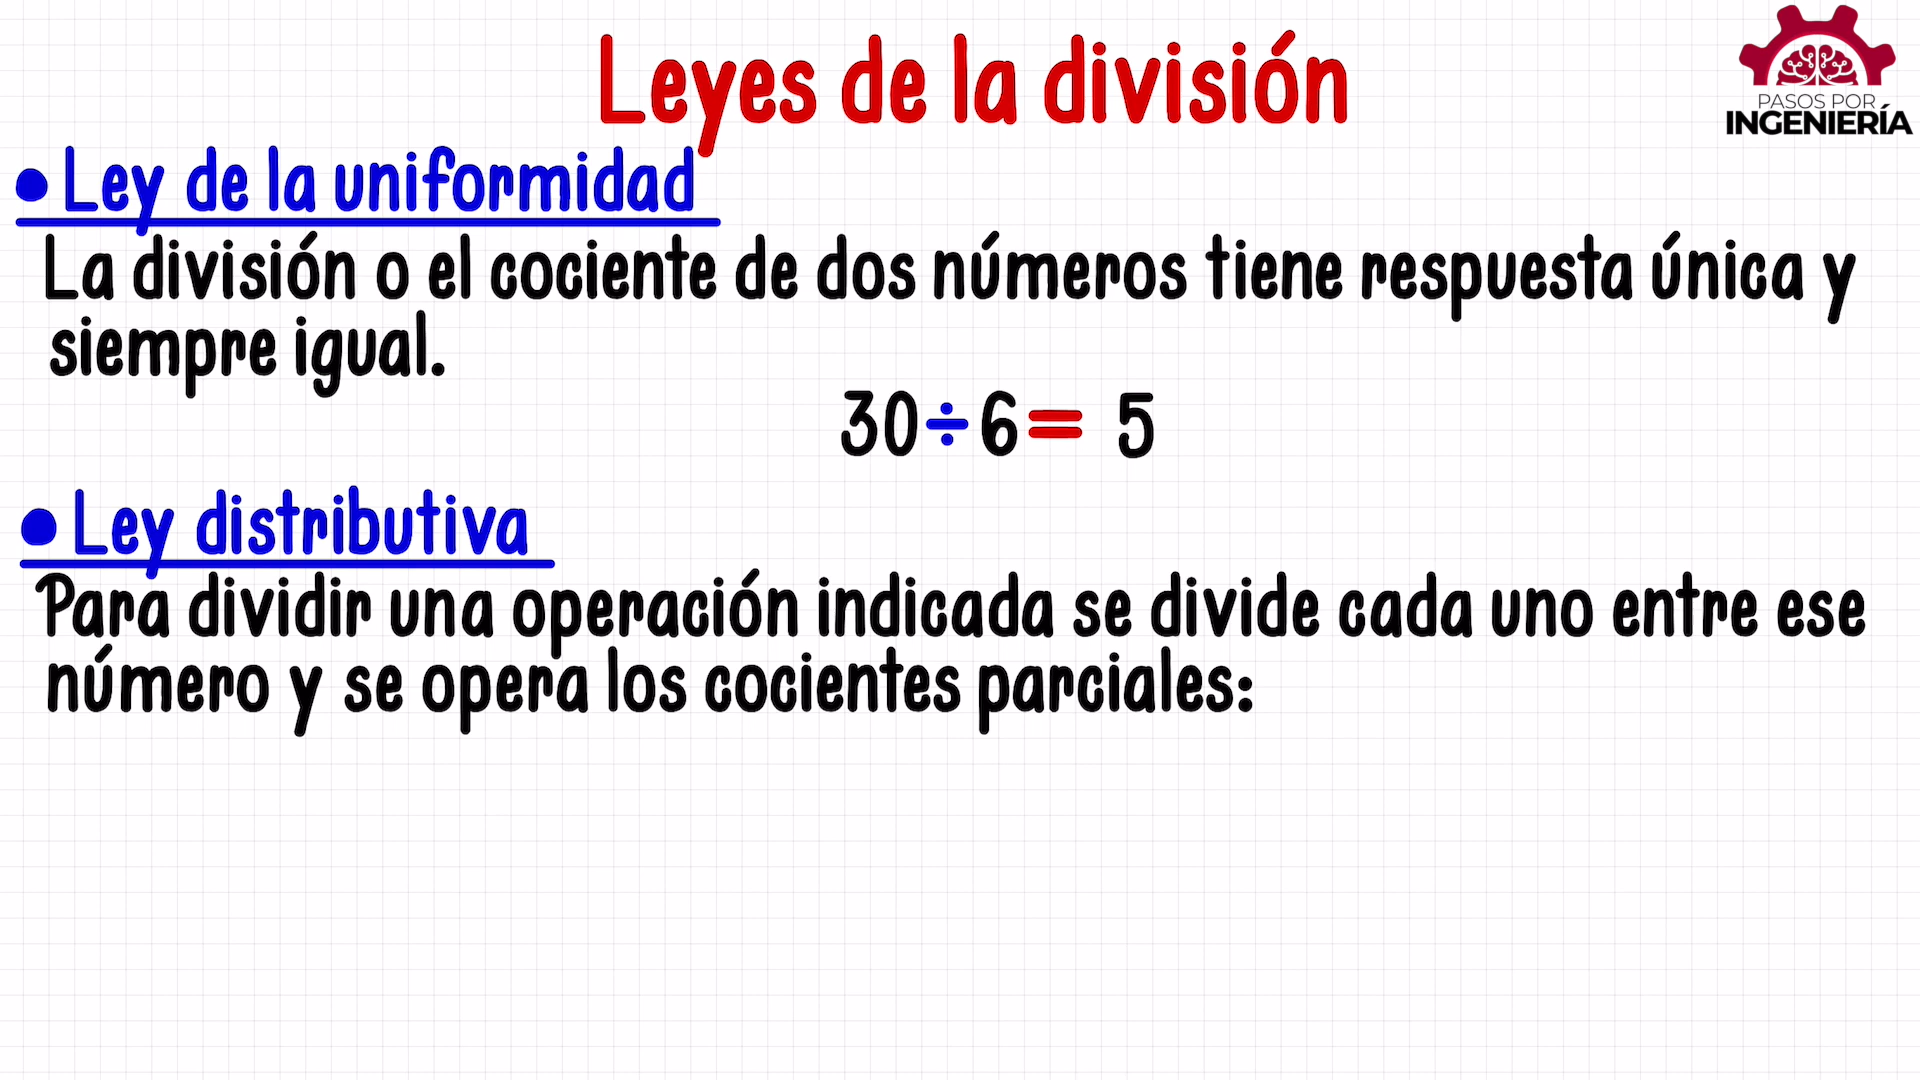 Leyes de la división
PASOS POR
INGENIERÍA
• Ley de la uniformidad
La división o el cociente de dos números tiene respuesta única y
siempre igual.
30÷6= 5
• Ley distributiva
Para dividir una operación indicada se divide cada uno entre ese
número y se opera los cocientes parciales: